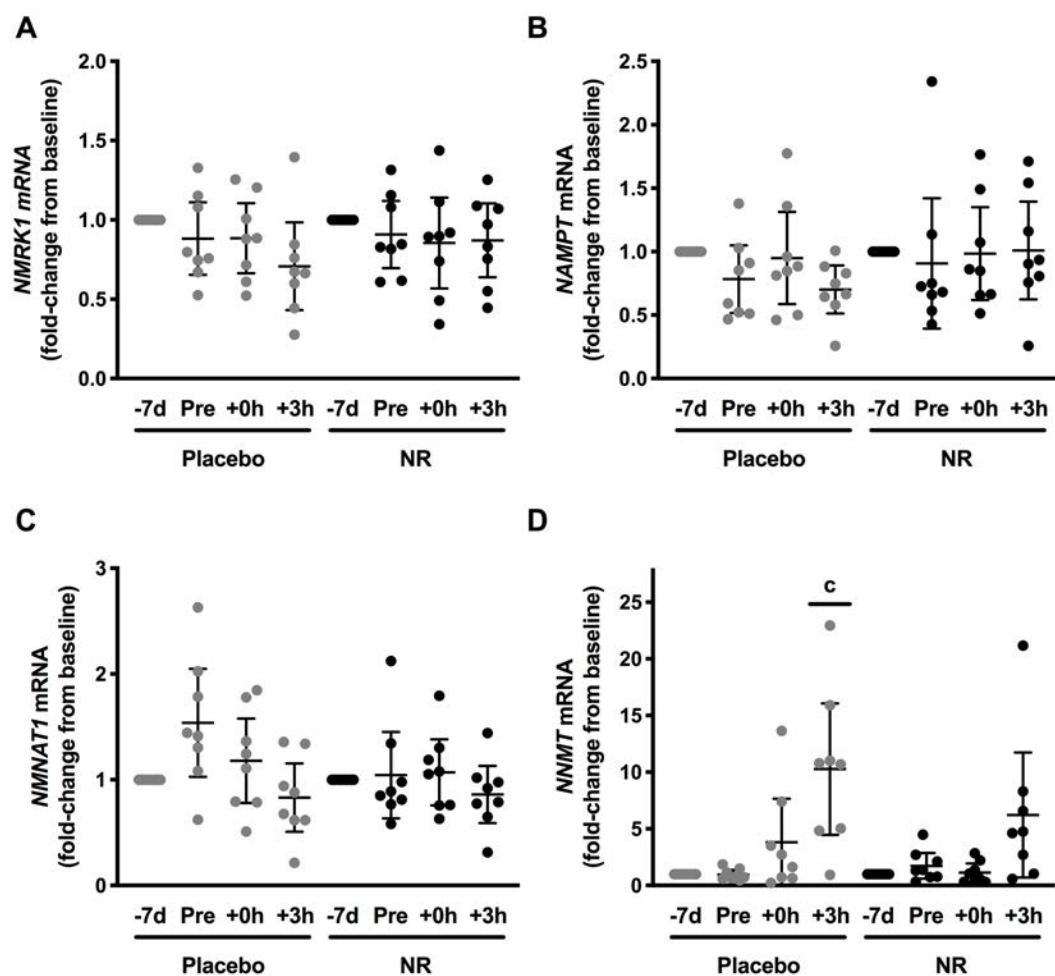 A
NMRK1 mRNA
(fold-change from baseline)
2.0
1.5
1.0
0.5
0.0
-7d Pre +0h +3h -7d Pre +0h +3h
Placebo NR
B
NAMPT mRNA
(fold-change from baseline)
2.5
2.0
1.5
1.0
0.5
0.0
-7d Pre +0h +3h -7d Pre +0h +3h
Placebo NR
C
NMNAT1 mRNA
(fold-change from baseline)
3
2
1
0
-7d Pre +0h +3h -7d Pre +0h +3h
Placebo NR
D
NNMT mRNA
(fold-change from baseline)
25
20
15
10
5
0
c
-7d Pre +0h +3h -7d Pre +0h +3h
Placebo NR